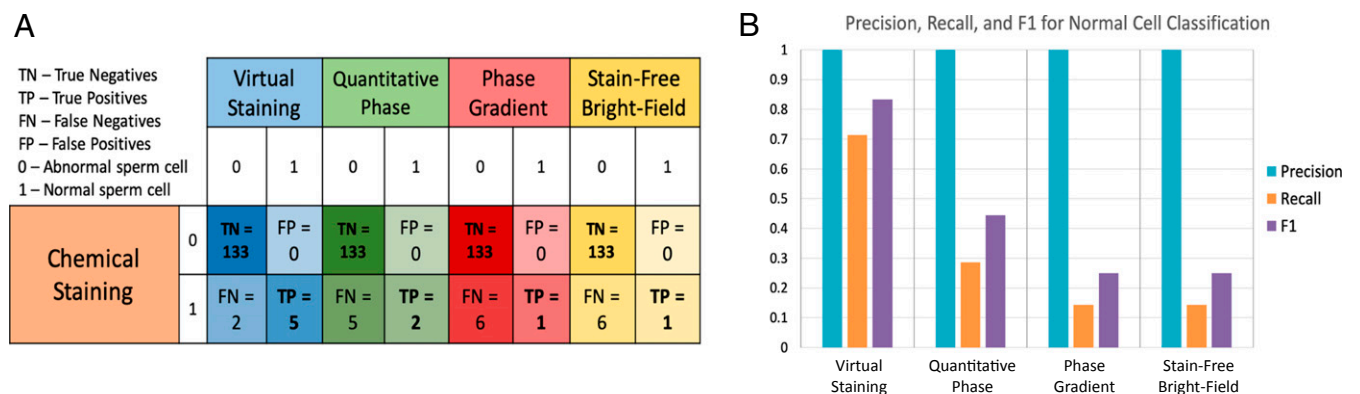 A
TN – True Negatives
TP – True Positives
FN – False Negatives
FP – False Positives
0 – Abnormal sperm cell
1 – Normal sperm cell
Virtual Staining
Quantitative Phase
Phase Gradient
Stain-Free Bright-Field
0 1 0 1 0 1 0 1
Chemical Staining
0
TN = 133
FP = 0
TN = 133
FP = 0
TN = 133
FP = 0
TN = 133
FP = 0
1
FN = 2
TP = 5
FN = 5
TP = 2
FN = 6
TP = 1
FN = 6
TP = 1
B
Precision, Recall, and F1 for Normal Cell Classification
1
0.9
0.8
0.7
0.6
0.5
0.4
0.3
0.2
0.1
0
Virtual Staining
Quantitative Phase
Phase Gradient
Stain-Free Bright-Field
Precision
Recall
F1